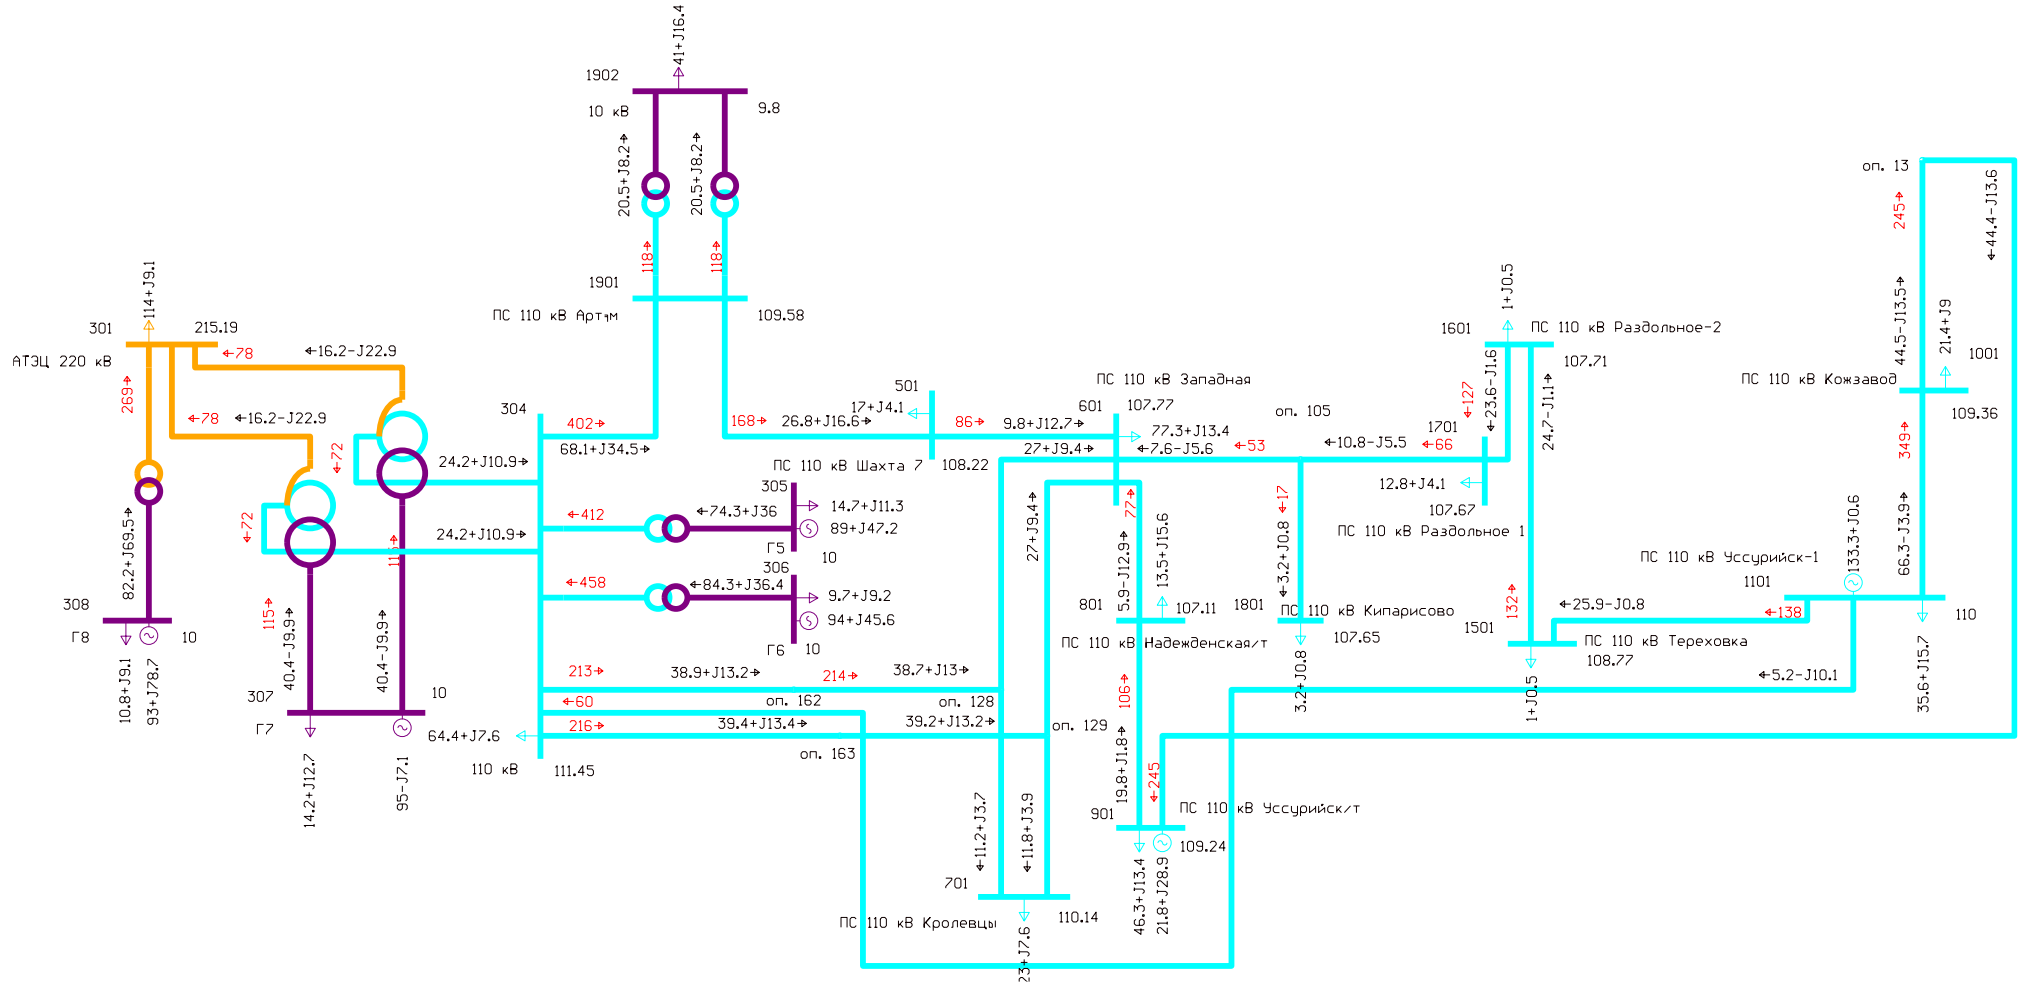 41+J16.4
1902
10 кВ
9.8
20.5+J8.2→
20.5+J8.2→
118→
118→
1901
ПС 110 кВ Арт
109.58
114+J9.1
301
215.19
АТЭЦ 220 кВ
←78
←16.2-J22.9
269→
←78
←16.2-J22.9
82.2+J69.5→
308
Г8
10
10.8+J9.1
93+J78.7
←72
←72
115→
115→
40.4-J9.9→
40.4-J9.9→
307
Г7
10
14.2+J12.7
95-J7.1
304
24.2+J10.9→
24.2+J10.9→
402→
68.1+J34.5→
←412
←74.3+J36
305
14.7+J11.3
89+J47.2
Г5
10
←458
←84.3+J36.4
306
9.7+J9.2
94+J45.6
Г6
10
213→
38.9+J13.2→
214→
38.7+J13→
←60
оп. 162
оп. 128
216→
39.4+J13.4→
39.2+J13.2→
оп. 163
оп. 129
64.4+J7.6
110 кВ
111.45
168→
26.8+J16.6→
501
17+J4.1
ПС 110 кВ Шахта 7
108.22
86→
9.8+J12.7→
27+J9.4→
27+J9.4→
ПС 110 кВ Западная
601
107.77
77.3+J13.4
←7.6-J5.6
←53
оп. 105
←10.8-J5.5
←66
77→
5.9-J12.9→
13.5+J15.6
801
107.11
ПС 110 кВ Надежденская/т
106→
19.8+J1.8→
←17
←3.2+J0.8
1801
ПС 110 кВ Кипарисово
107.65
3.2+J0.8
1+J0.5
1601
ПС 110 кВ Раздольное-2
107.71
←127
←23.6-J1.6
24.7-J1.1→
1701
12.8+J4.1
107.67
ПС 110 кВ Раздольное 1
132→
1501
ПС 110 кВ Тереховка
108.77
1+J0.5
←25.9-J0.8
←138
ПС 110 кВ Уссурийск-1
1101
133.3+J0.6
110
35.6+J15.7
←5.2-J10.1
349→
66.3-J3.9→
ПС 110 кВ Кожзавод
1001
109.36
21.4+J9
44.5-J13.5→
245→
оп. 13
←44.4-J13.6
←245
901
ПС 110 кВ Уссурийск/т
109.24
46.3+J13.4
21.8+J28.9
←11.2+J3.7
←11.8+J3.9
701
ПС 110 кВ Кролевцы
110.14
23+J7.6